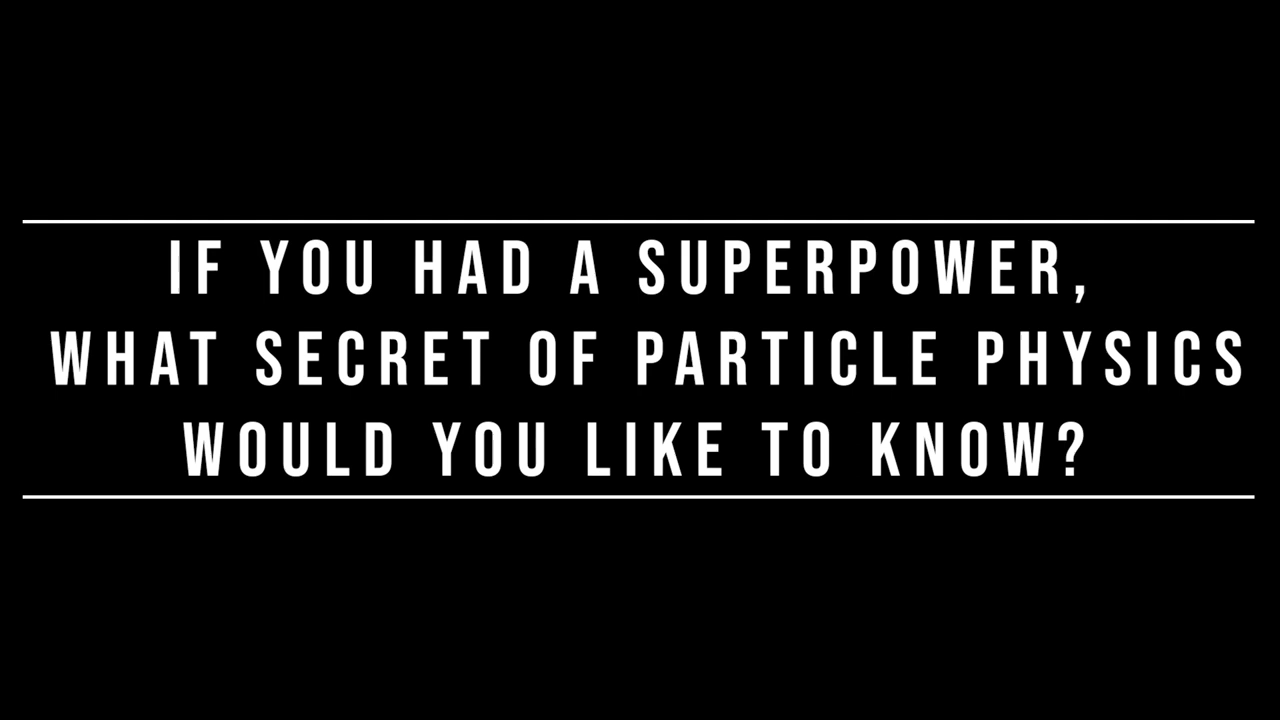 IF YOU HAD A SUPERPOWER,
WHAT SECRET OF PARTICLE PHYSICS
WOULD YOU LIKE TO KNOW?